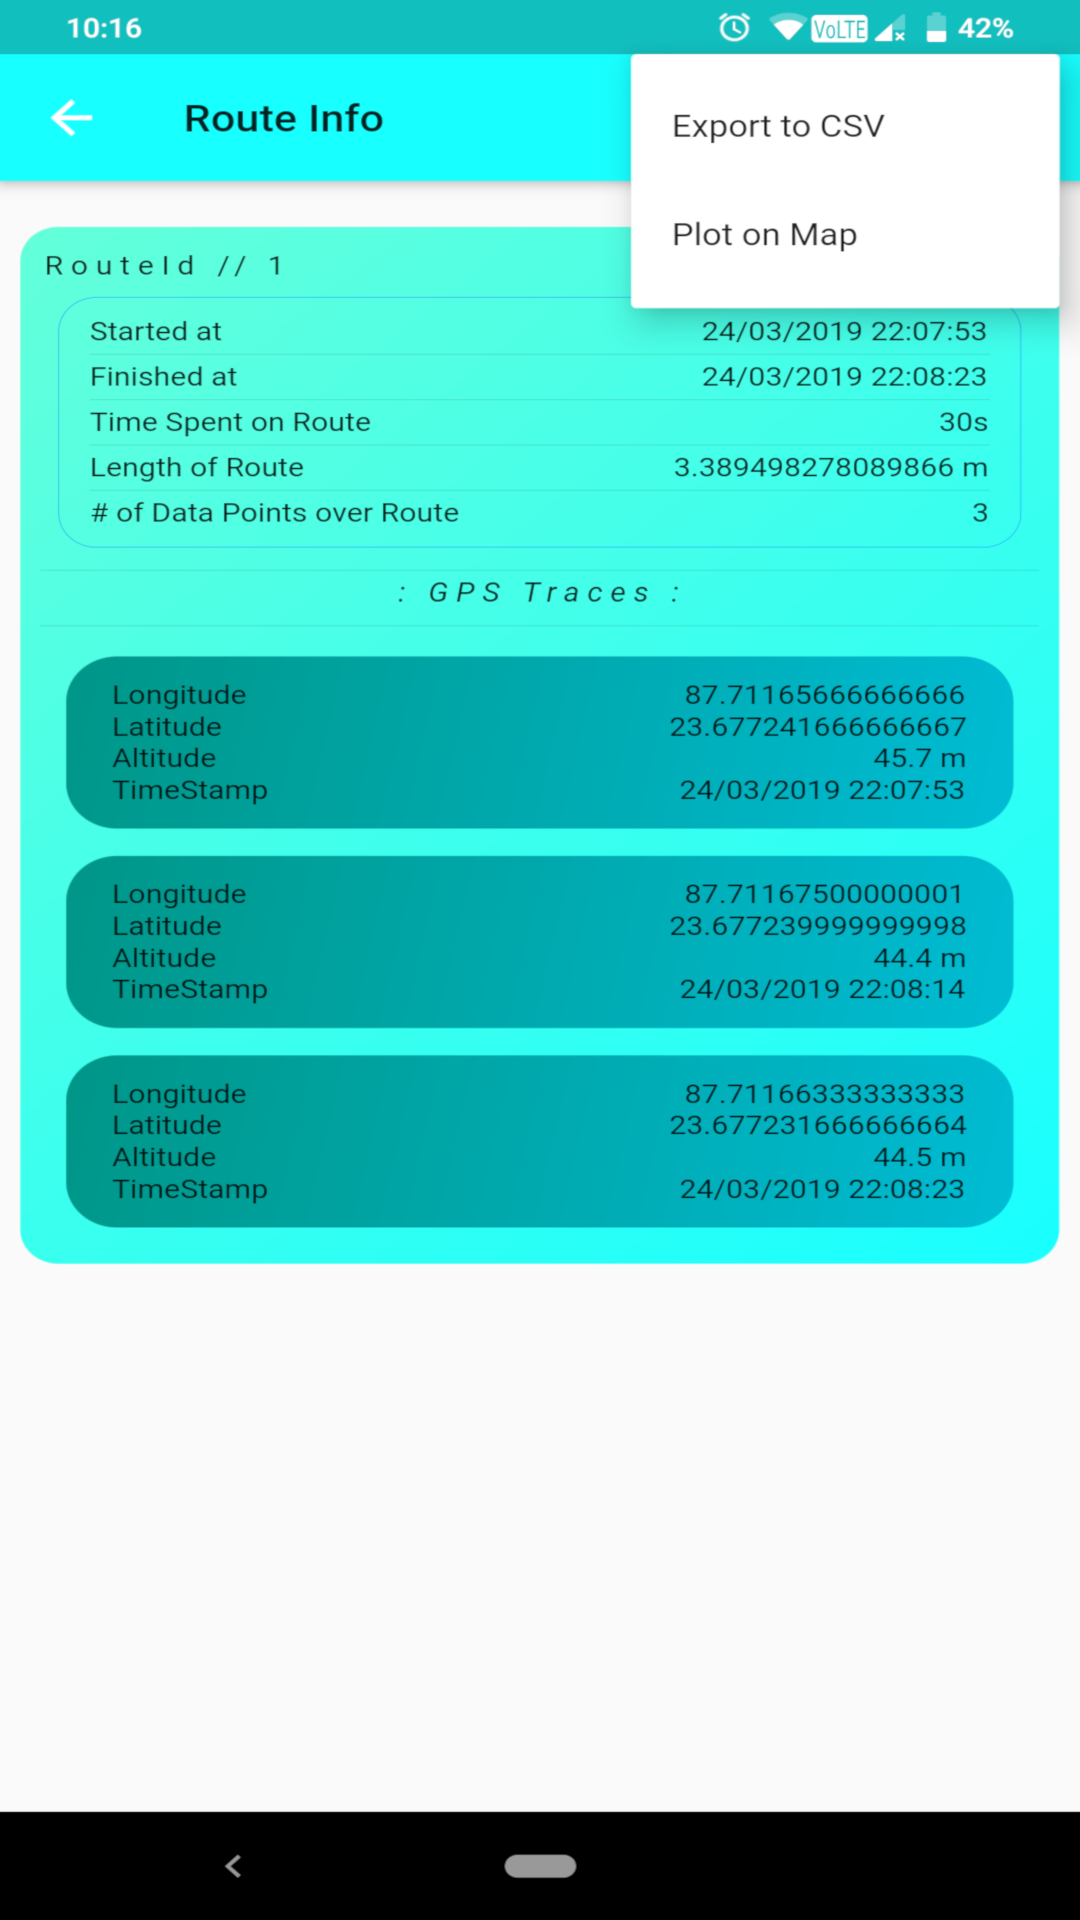 10:16 VoLTE 42%
Route Info
Export to CSV
Plot on Map
RouteId // 1
Started at 24/03/2019 22:07:53
Finished at 24/03/2019 22:08:23
Time Spent on Route 30s
Length of Route 3.389498278089866 m
# of Data Points over Route 3
: GPS Traces :
Longitude 87.71165666666666
Latitude 23.677241666666667
Altitude 45.7 m
TimeStamp 24/03/2019 22:07:53
Longitude 87.71167500000001
Latitude 23.677239999999998
Altitude 44.4 m
TimeStamp 24/03/2019 22:08:14
Longitude 87.71166333333333
Latitude 23.677231666666664
Altitude 44.5 m
TimeStamp 24/03/2019 22:08:23